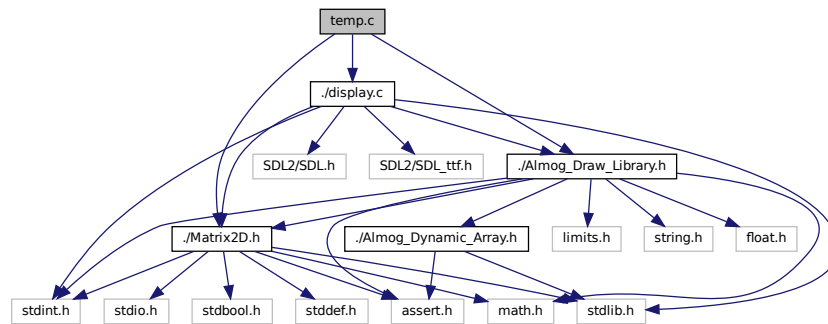 temp.c
./display.c
SDL2/SDL.h
SDL2/SDL_ttf.h
./Almog_Draw_Library.h
./Matrix2D.h
./Almog_Dynamic_Array.h
limits.h
string.h
float.h
stdint.h
stdio.h
stdbool.h
stddef.h
assert.h
math.h
stdlib.h